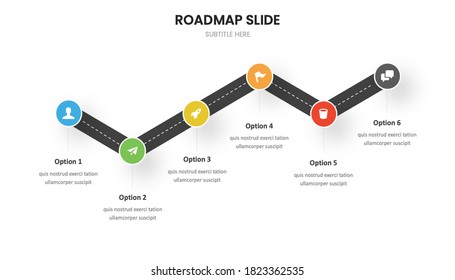 ROADMAP SLIDE
SUBTITLE HERE
Option 1
quis nostrud exerci tation
ullamcorper suscipit
Option 2
quis nostrud exerci tation
ullamcorper suscipit
Option 3
quis nostrud exerci tation
ullamcorper suscipit
Option 4
quis nostrud exerci tation
ullamcorper suscipit
Option 5
quis nostrud exerci tation
ullamcorper suscipit
Option 6
quis nostrud exerci tation
ullamcorper suscipit
shutterstock.com · 1823362535